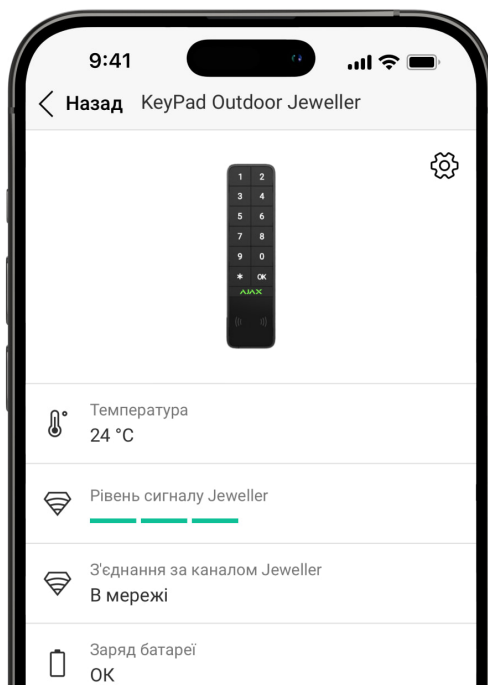 9:41
Назад KeyPad Outdoor Jeweller
1 2
3 4
5 6
7 8
9 0
* OK
AJAX
Температура
24 °C
Рівень сигналу Jeweller
З'єднання за каналом Jeweller
В мережі
Заряд батареї
ОК